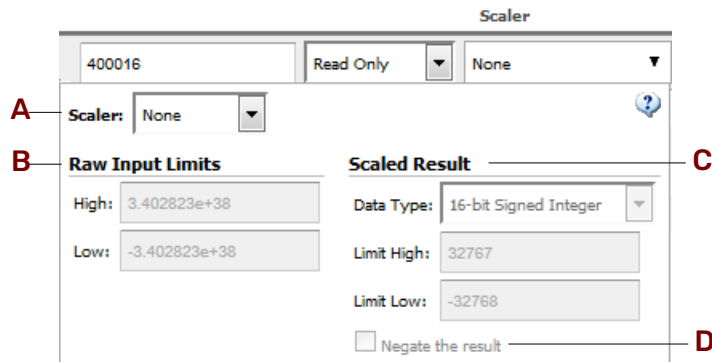 Scaler
400016 Read Only None
A Scaler: None
B Raw Input Limits Scaled Result C
High: 3.402823e+38 Data Type: 16-bit Signed Integer
Low: -3.402823e+38 Limit High: 32767
Limit Low: -32768
Negate the result D